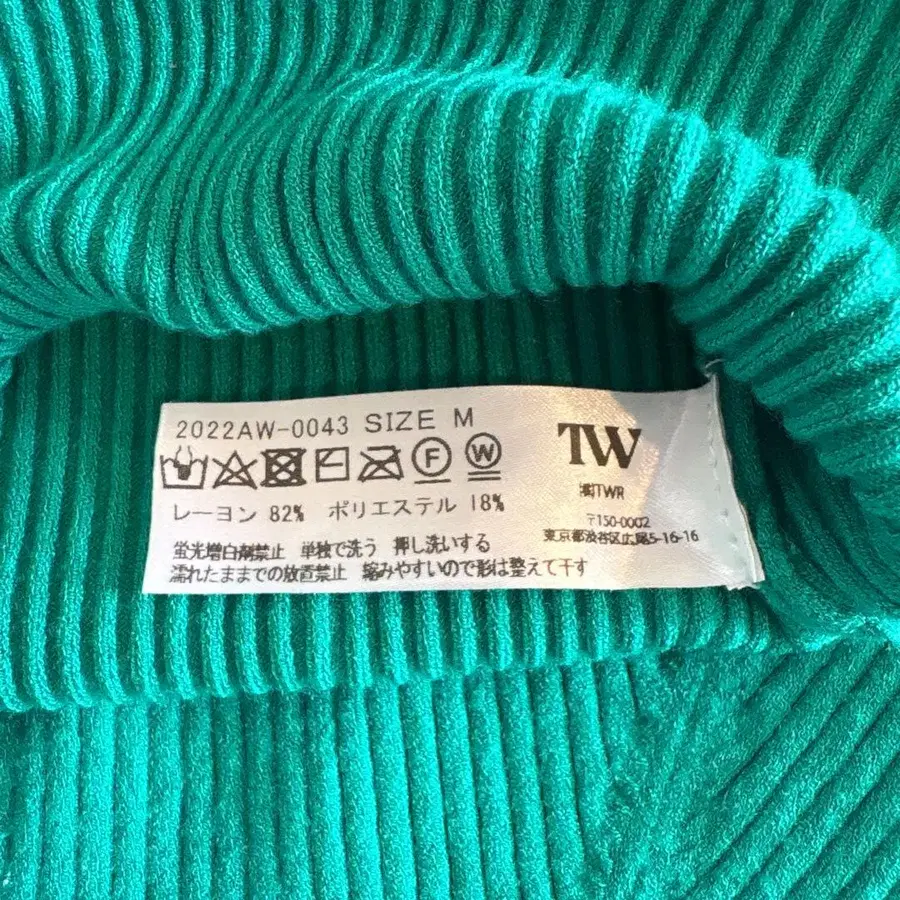 2022AW-0043 SIZE M
F W
レーヨン 82% ポリエステル 18%
蛍光増白剤禁止 単独で洗う 押し洗いする
濡れたままでの放置禁止 縮みやすいので形は整えて干す
TW
㈱TWR
〒150-0002
東京都渋谷区広尾5-16-16